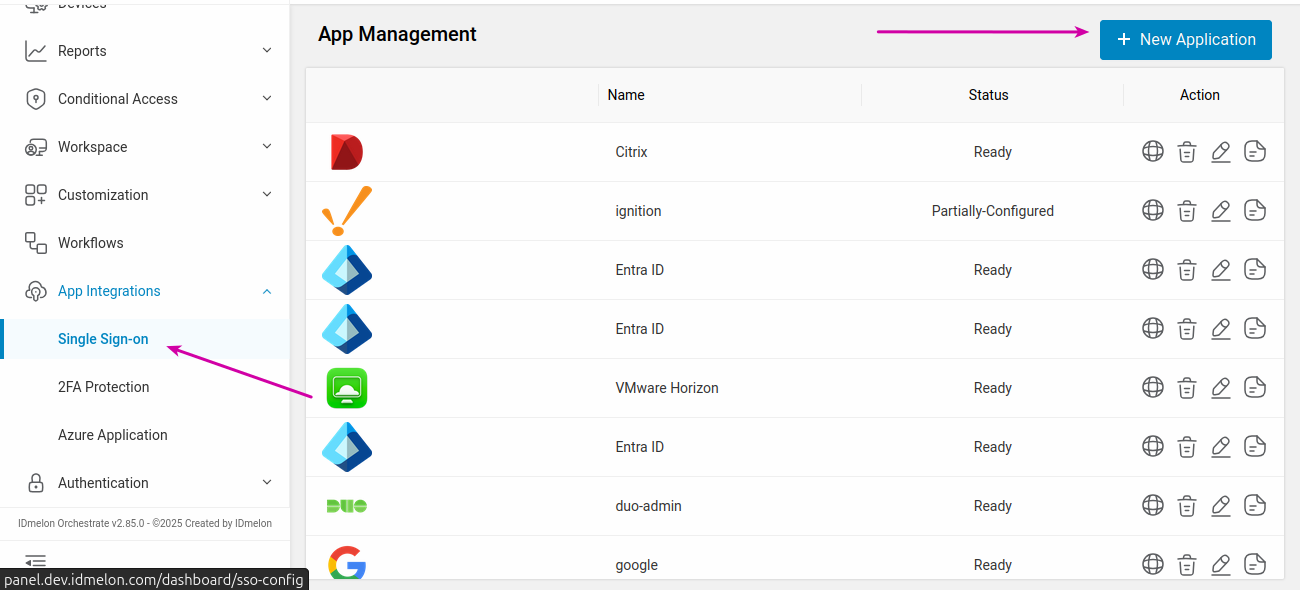 Devices
Reports
Conditional Access
Workspace
Customization
Workflows
App Integrations
Single Sign-on
2FA Protection
Azure Application
Authentication
IDmelon Orchestrate v2.85.0 - ©2025 Created by IDmelon
panel.dev.idmelon.com/dashboard/sso-config
App Management
+ New Application
Name Status Action
Citrix Ready
ignition Partially-Configured
Entra ID Ready
Entra ID Ready
VMware Horizon Ready
Entra ID Ready
DUO duo-admin Ready
google Ready